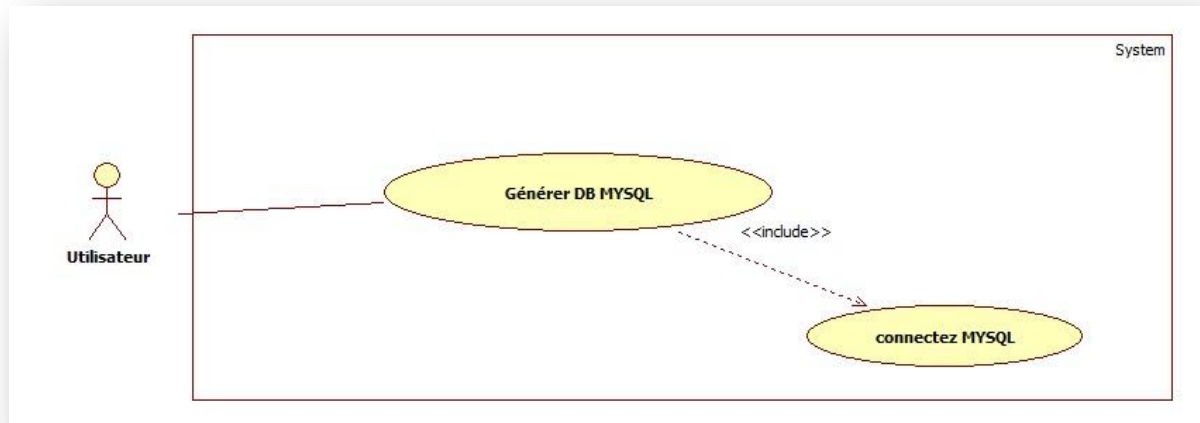 System
Générer DB MYSQL
<<include>>
Utilisateur
connectez MYSQL